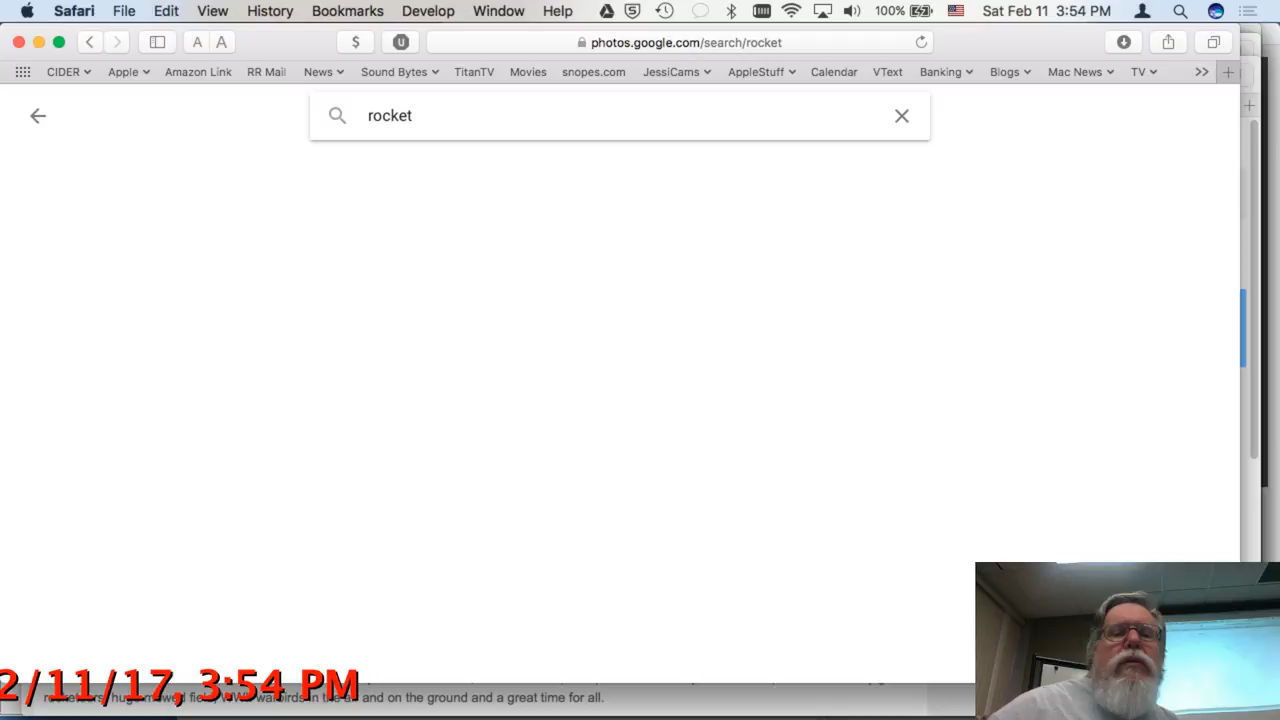 Safari File Edit View History Bookmarks Develop Window Help 100% Sat Feb 11 3:54 PM
A A $ u photos.google.com/search/rocket
CIDER Apple Amazon Link RR Mail News Sound Bytes TitanTV Movies snopes.com JessiCams AppleStuff Calendar VText Banking Blogs Mac News TV >> +
rocket
2/11/17, 3:54 PM
and on the ground and a great time for all.